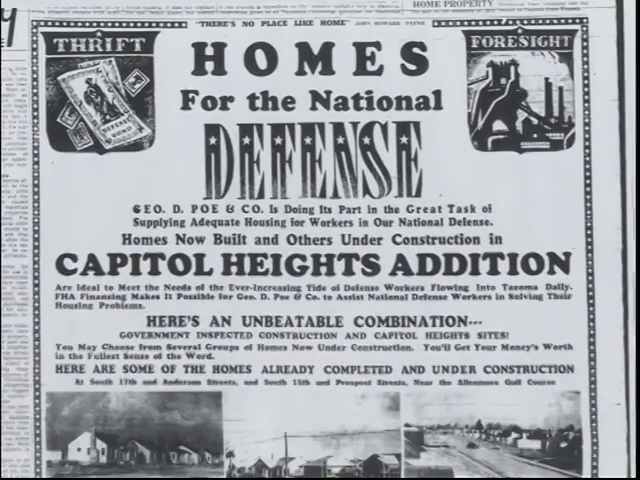 HOME PROPERTY
"THERE'S NO PLACE LIKE HOME" JOHN HOWARD PAYNE
THRIFT
FORESIGHT
HOMES
For the National
DEFENSE
DEFENSE
BOND
GEO. D. POE & CO. Is Doing Its Part in the Great Task of
Supplying Adequate Housing for Workers in Our National Defense.
Homes Now Built and Others Under Construction in
CAPITOL HEIGHTS ADDITION
Are Ideal to Meet the Needs of the Ever-Increasing Tide of Defense Workers Flowing Into Tacoma Daily.
FHA Financing Makes It Possible for Geo. D. Poe & Co. to Assist National Defense Workers in Solving Their
Housing Problems.
HERE'S AN UNBEATABLE COMBINATION---
GOVERNMENT INSPECTED CONSTRUCTION AND CAPITOL HEIGHTS SITES!
You May Choose from Several Groups of Homes Now Under Construction. You'll Get Your Money's Worth
in the Fullest Sense of the Word.
HERE ARE SOME OF THE HOMES ALREADY COMPLETED AND UNDER CONSTRUCTION
At South 17th and Anderson Streets, and South 15th and Prospect Streets, Near the Allenmore Golf Course